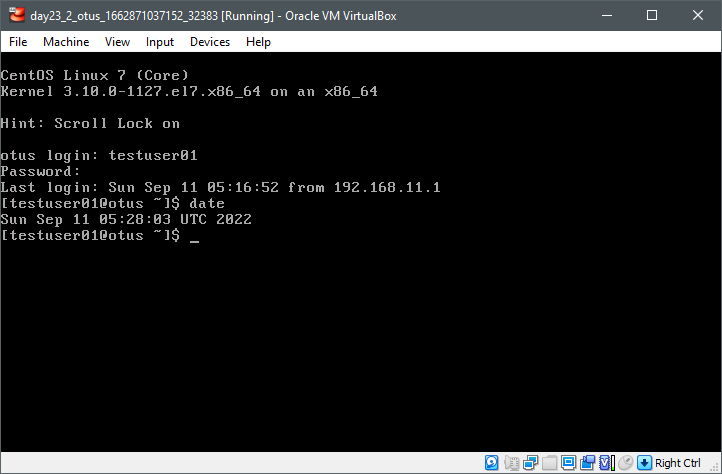 day23_2_otus_1662871037152_32383 [Running] - Oracle VM VirtualBox
File Machine View Input Devices Help
CentOS Linux 7 (Core)
Kernel 3.10.0-1127.el7.x86_64 on an x86_64
Hint: Scroll Lock on
otus login: testuser01
Password:
Last login: Sun Sep 11 05:16:52 from 192.168.11.1
[testuser01@otus ~]$ date
Sun Sep 11 05:28:03 UTC 2022
[testuser01@otus ~]$ _
Right Ctrl